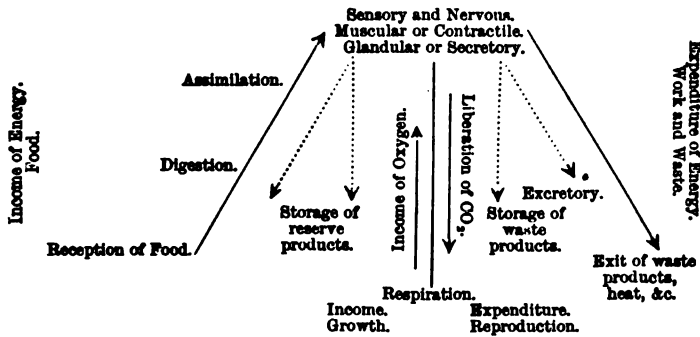 Sensory and Nervous.
Muscular or Contractile.
Glandular or Secretory.
Assimilation.
Income of Energy.
Food.
Expenditure of Energy.
Work and Waste.
Income of Oxygen.
Liberation of CO₂.
Digestion.
Excretory.
Storage of
reserve
products.
Storage of
waste
products.
Reception of Food.
Exit of waste
products,
heat, &c.
Respiration.
Income.
Growth.
Expenditure.
Reproduction.